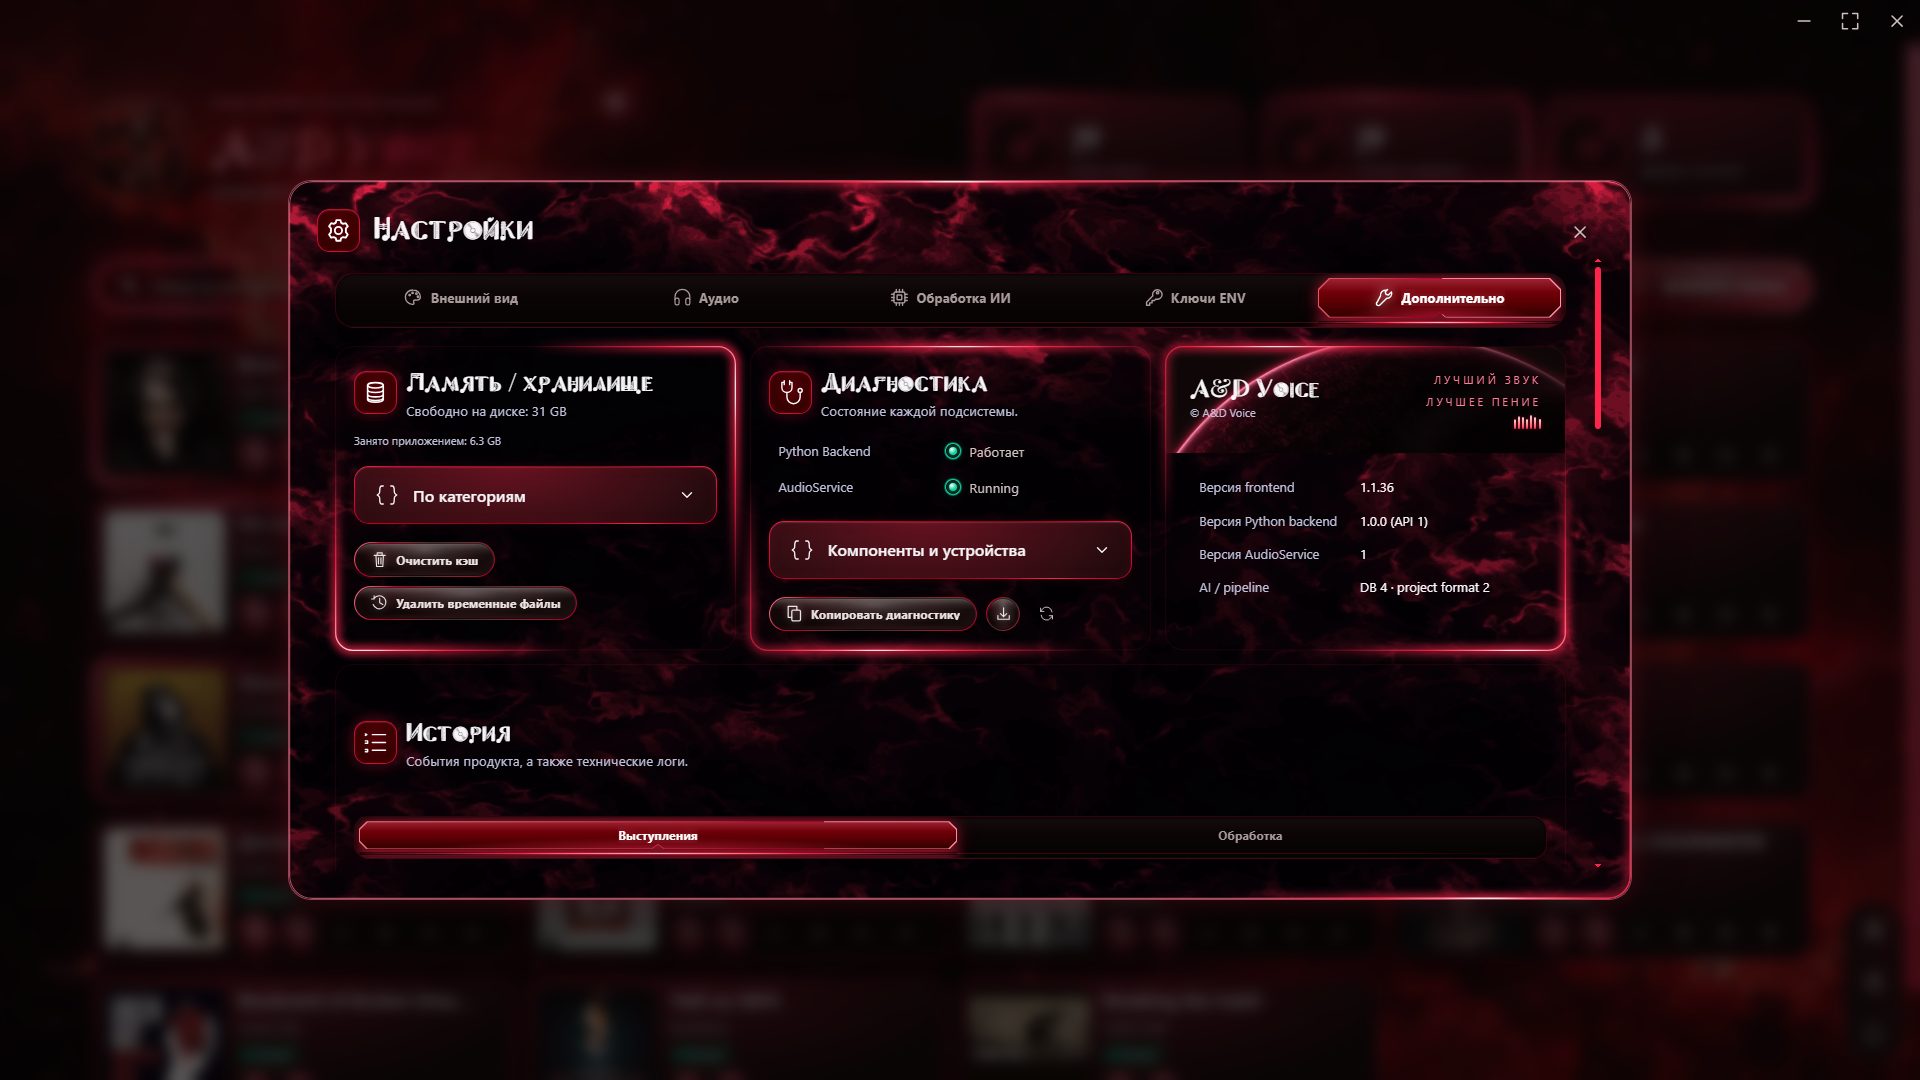 Настройки
Внешний вид
Аудио
Обработка ИИ
Ключи ENV
Дополнительно
Память / хранилище
Свободно на диске: 31 GB
Занято приложением: 6.3 GB
{ } По категориям
Очистить кэш
Удалить временные файлы
Диагностика
Состояние каждой подсистемы.
Python Backend Работает
AudioService Running
{ } Компоненты и устройства
Копировать диагностику
A&D Voice
© A&D Voice
ЛУЧШИЙ ЗВУК
ЛУЧШЕЕ ПЕНИЕ
Версия frontend 1.1.36
Версия Python backend 1.0.0 (API 1)
Версия AudioService 1
AI / pipeline DB 4 · project format 2
История
События продукта, а также технические логи.
Выступления
Обработка